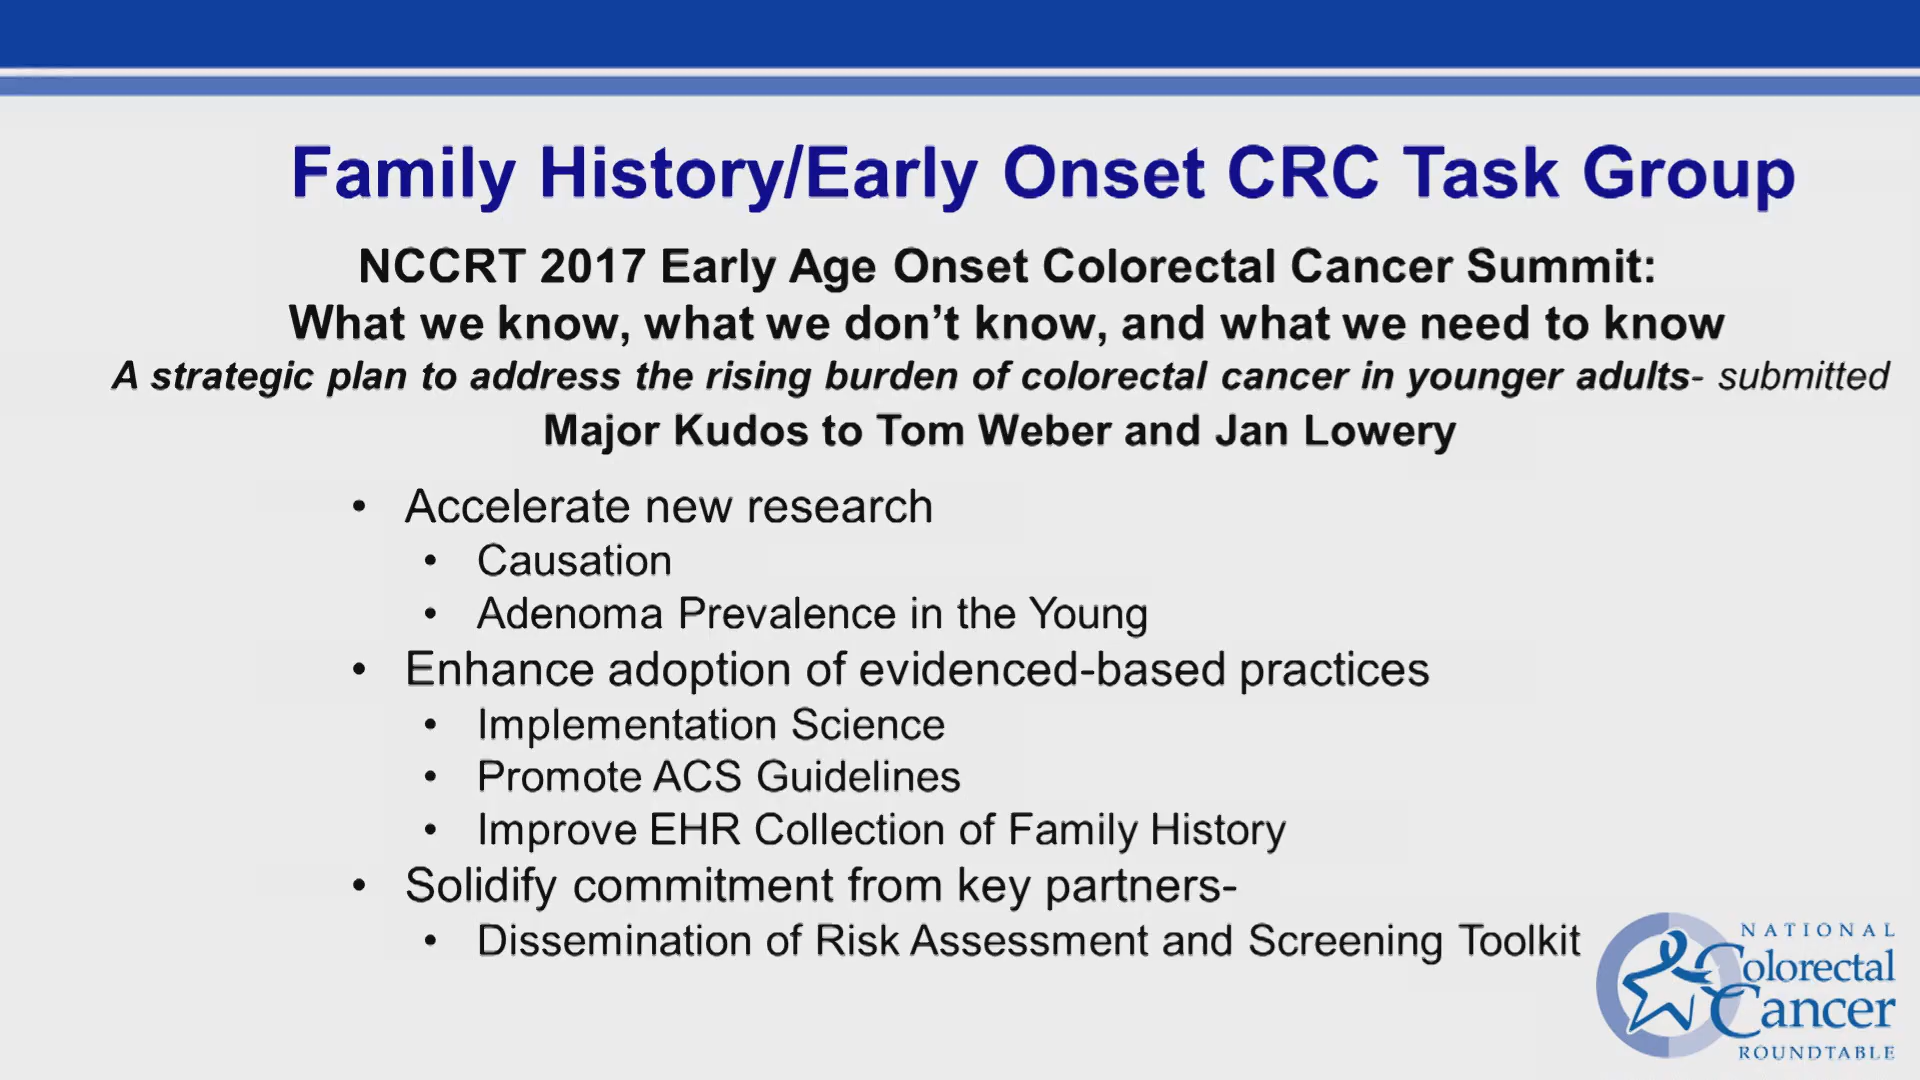 Family History/Early Onset CRC Task Group
NCCRT 2017 Early Age Onset Colorectal Cancer Summit:
What we know, what we don’t know, and what we need to know
A strategic plan to address the rising burden of colorectal cancer in younger adults- submitted
Major Kudos to Tom Weber and Jan Lowery
• Accelerate new research
• Causation
• Adenoma Prevalence in the Young
• Enhance adoption of evidenced-based practices
• Implementation Science
• Promote ACS Guidelines
• Improve EHR Collection of Family History
• Solidify commitment from key partners-
• Dissemination of Risk Assessment and Screening Toolkit
NATIONAL
Colorectal
Cancer
ROUNDTABLE